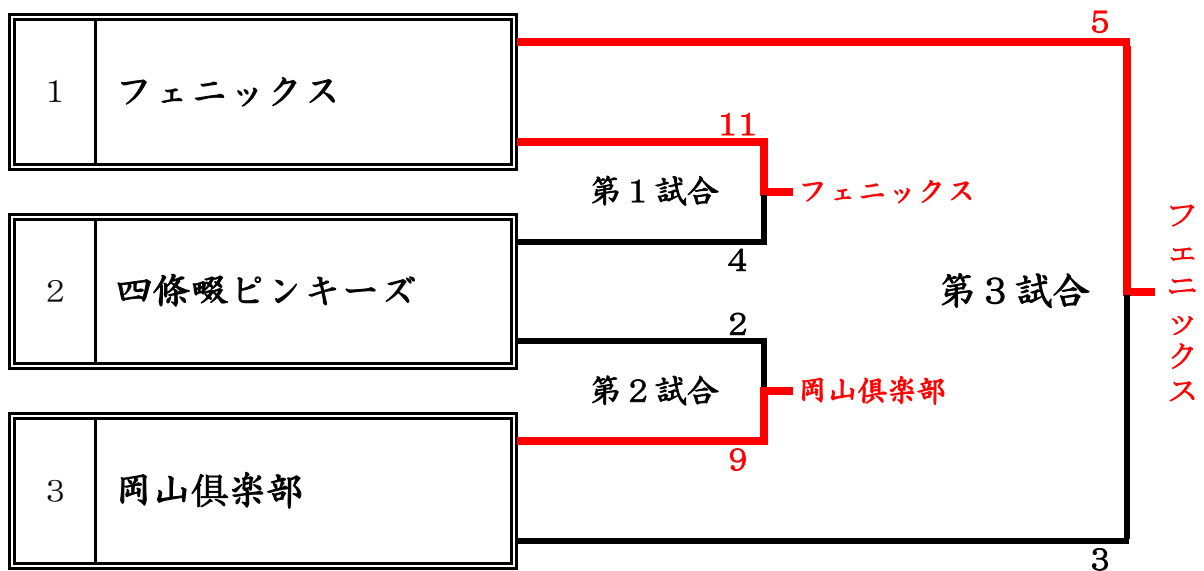 5
1 フェニックス
11
第1試合
フェニックス
4
2 四條畷ピンキーズ
第3試合
フェニックス
2
第2試合
岡山倶楽部
9
3 岡山倶楽部
3